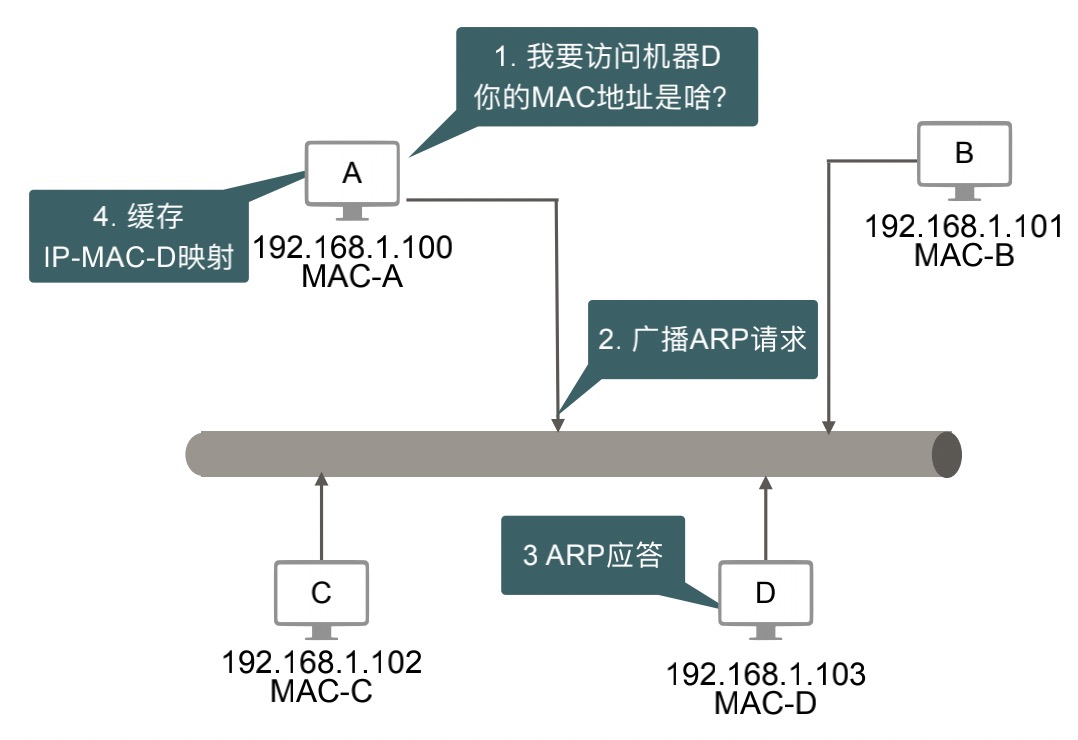 1. 我要访问机器D
你的MAC地址是啥?
A
B
4. 缓存
IP-MAC-D映射
192.168.1.100
MAC-A
192.168.1.101
MAC-B
2. 广播ARP请求
3 ARP应答
C
D
192.168.1.102
MAC-C
192.168.1.103
MAC-D